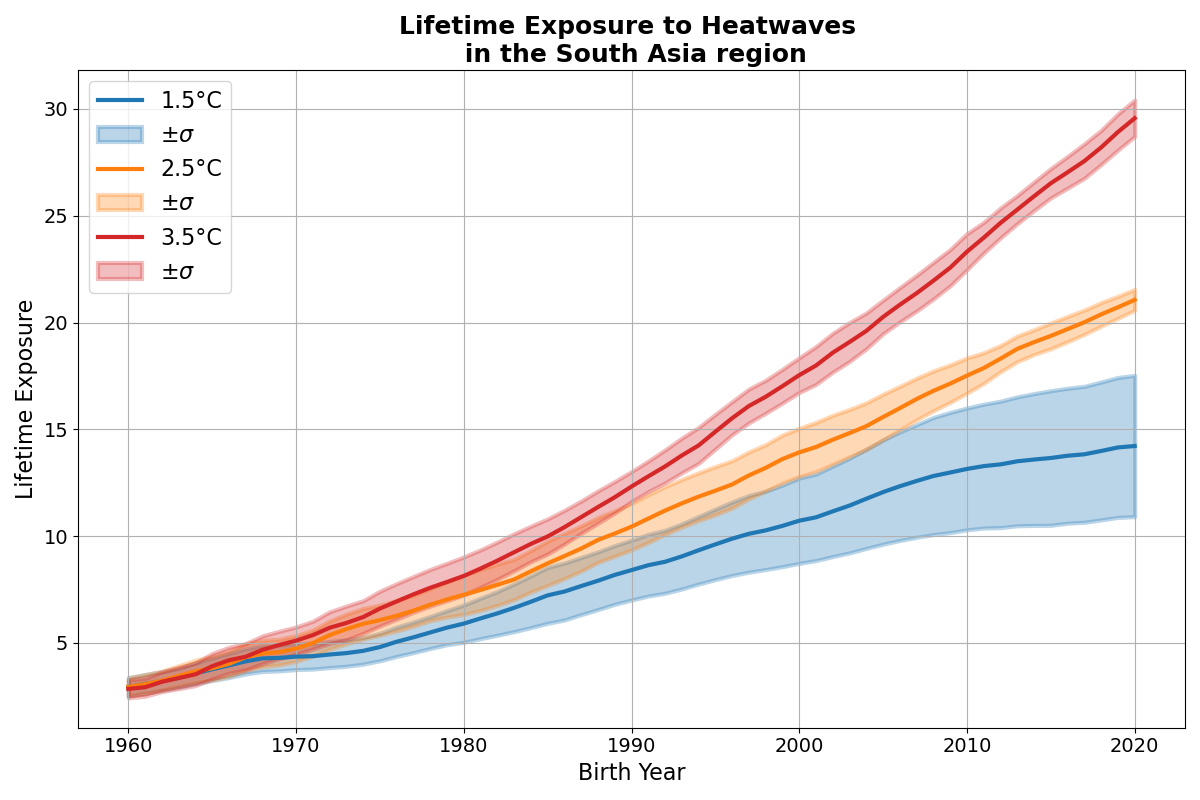 Lifetime Exposure to Heatwaves
in the South Asia region
1.5°C
±σ
2.5°C
±σ
3.5°C
±σ
Lifetime Exposure
30
25
20
15
10
5
1960
1970
1980
1990
2000
2010
2020
Birth Year